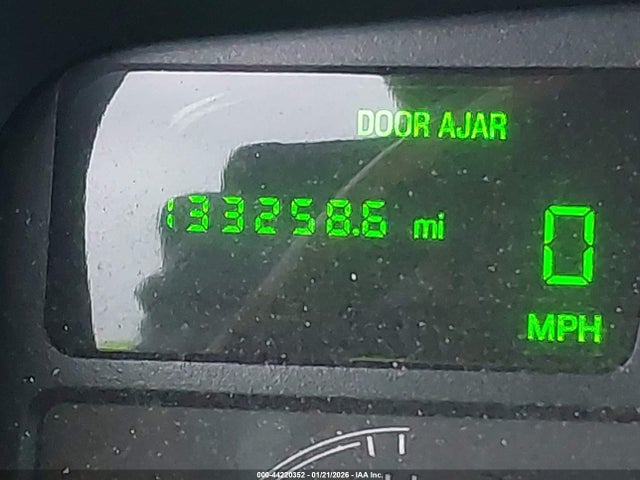 DOOR AJAR
133258.6 mi
0
MPH
000-44220352 - 01/21/2026 - IAA Inc.